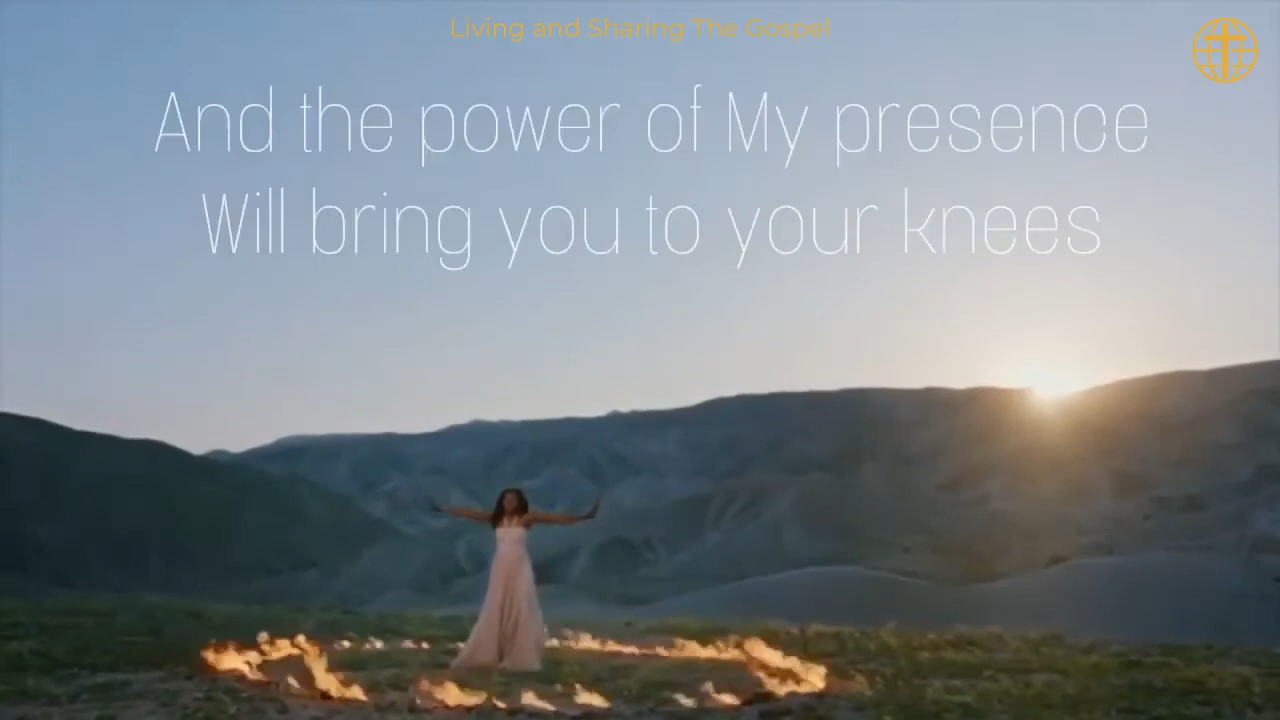 Living and Sharing The Gospel
And the power of My presence
Will bring you to your knees